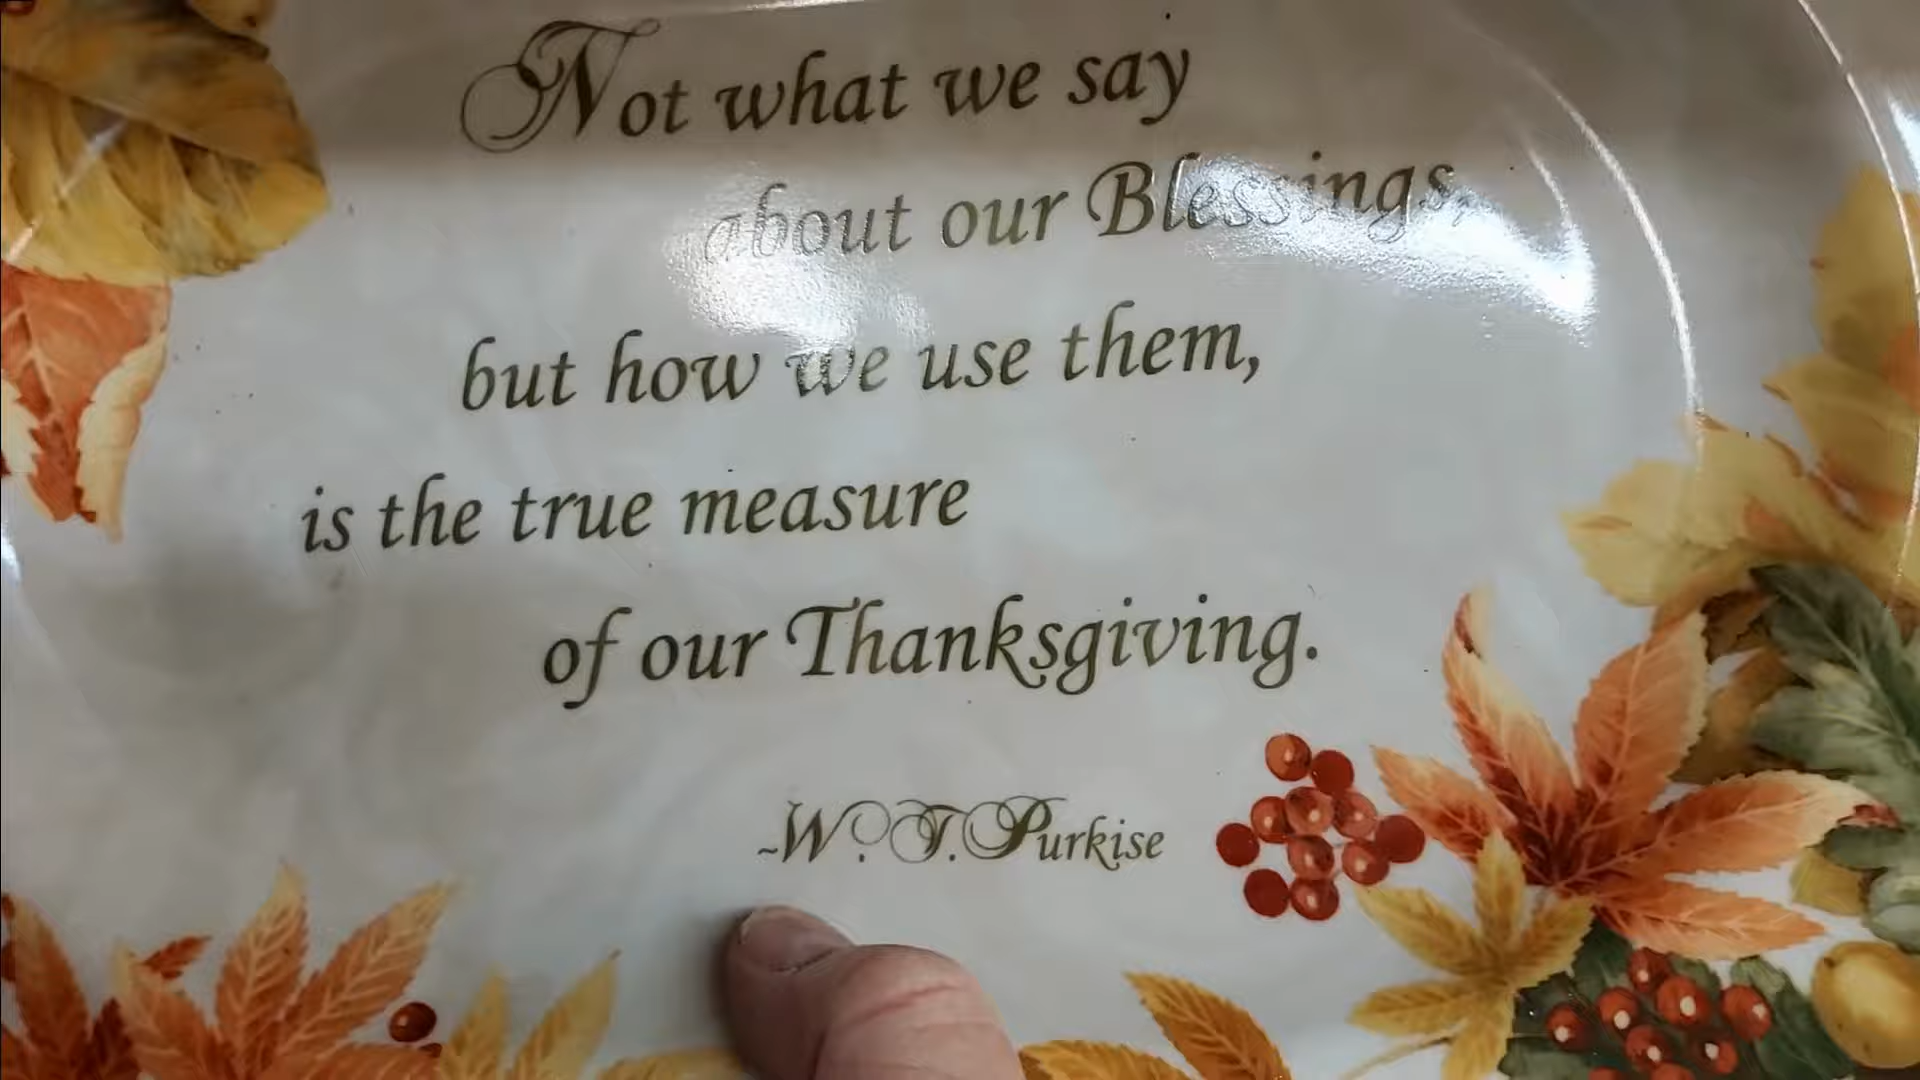 Not what we say
about our Blessings,
but how we use them,
is the true measure
of our Thanksgiving.
~W.T. Purkise